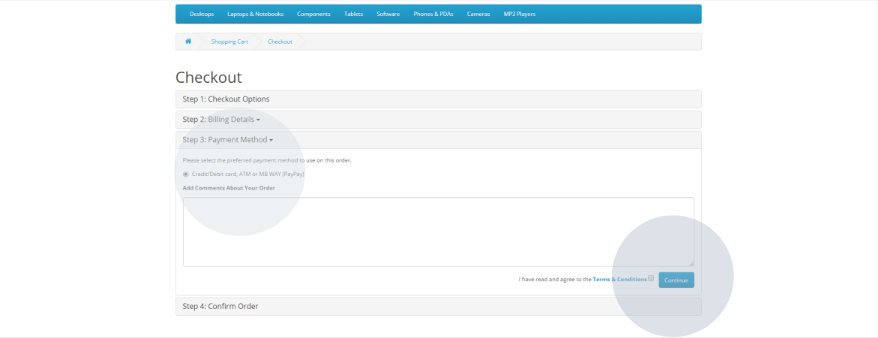 Desktops Laptops & Notebooks Components Tablets Software Phones & PDAs Cameras MP3 Players
Shopping Cart Checkout
Checkout
Step 1: Checkout Options
Step 2: Billing Details
Step 3: Payment Method
Please select the preferred payment method to use on this order.
Credit/Debit card, ATM or MB WAY (PayPay)
Add Comments About Your Order
I have read and agree to the Terms & Conditions Continue
Step 4: Confirm Order